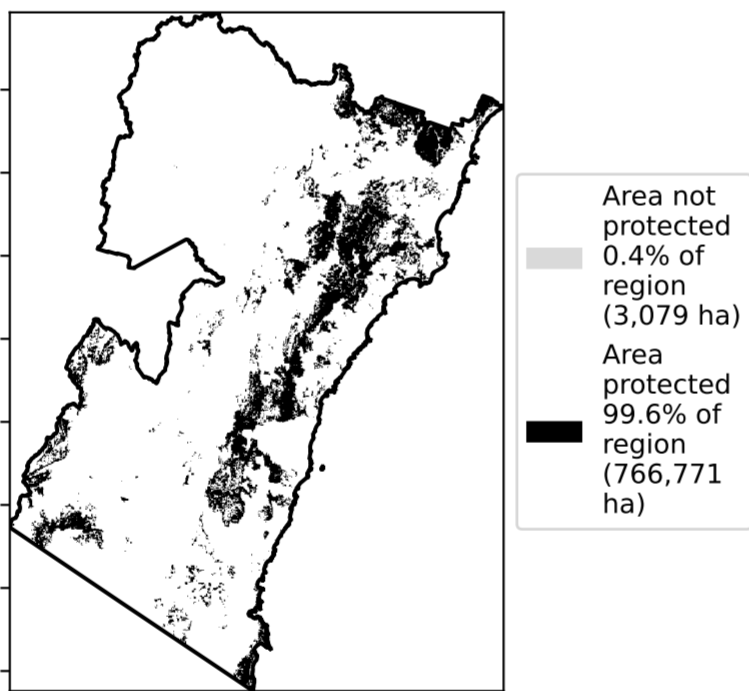 Area not
protected
0.4% of
region
(3,079 ha)
Area
protected
99.6% of
region
(766,771
ha)